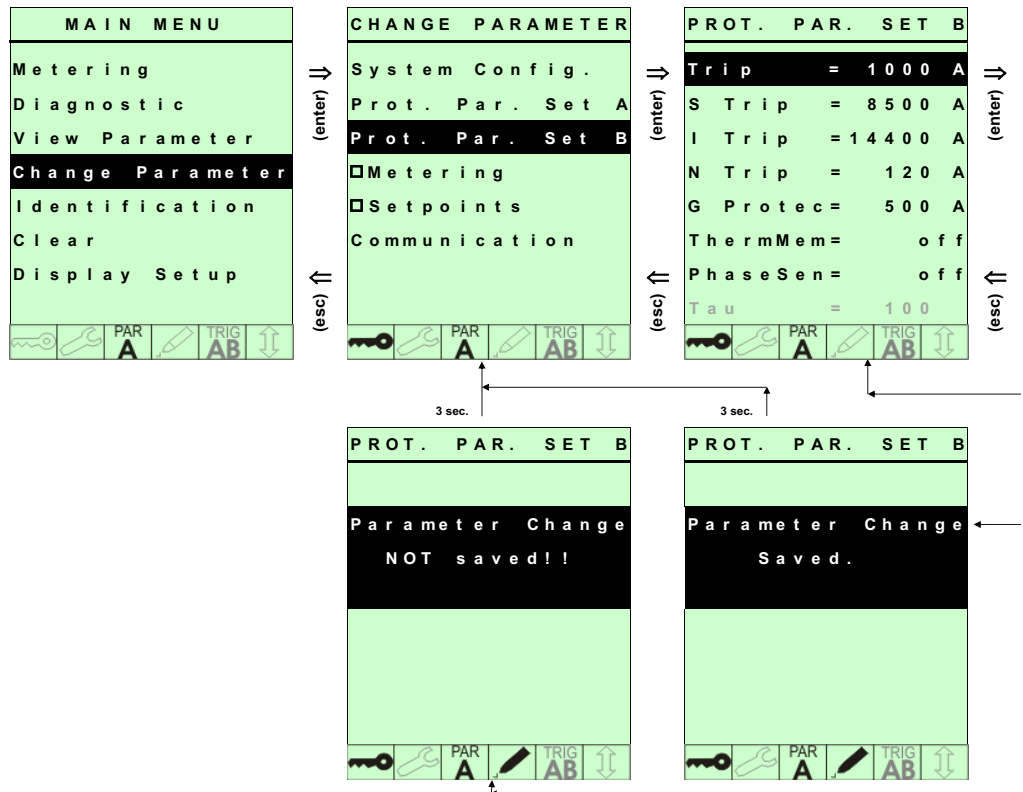 MAIN MENU
Metering
Diagnostic
View Parameter
Change Parameter
Identification
Clear
Display Setup
PAR
A
TRIG
AB
⇒
(enter)
⇐
(esc)
CHANGE PARAMETER
System Config.
Prot. Par. Set A
Prot. Par. Set B
Metering
Setpoints
Communication
PAR
A
TRIG
AB
⇒
(enter)
⇐
(esc)
PROT. PAR. SET B
Trip = 1000 A
S Trip = 8500 A
I Trip =14400 A
N Trip = 120 A
G Protec= 500 A
ThermMem= off
PhaseSen= off
Tau = 100
PAR
A
TRIG
AB
⇒
(enter)
⇐
(esc)
3 sec.
3 sec.
PROT. PAR. SET B
Parameter Change
NOT saved!!
PAR
A
TRIG
AB
PROT. PAR. SET B
Parameter Change
Saved.
PAR
A
TRIG
AB